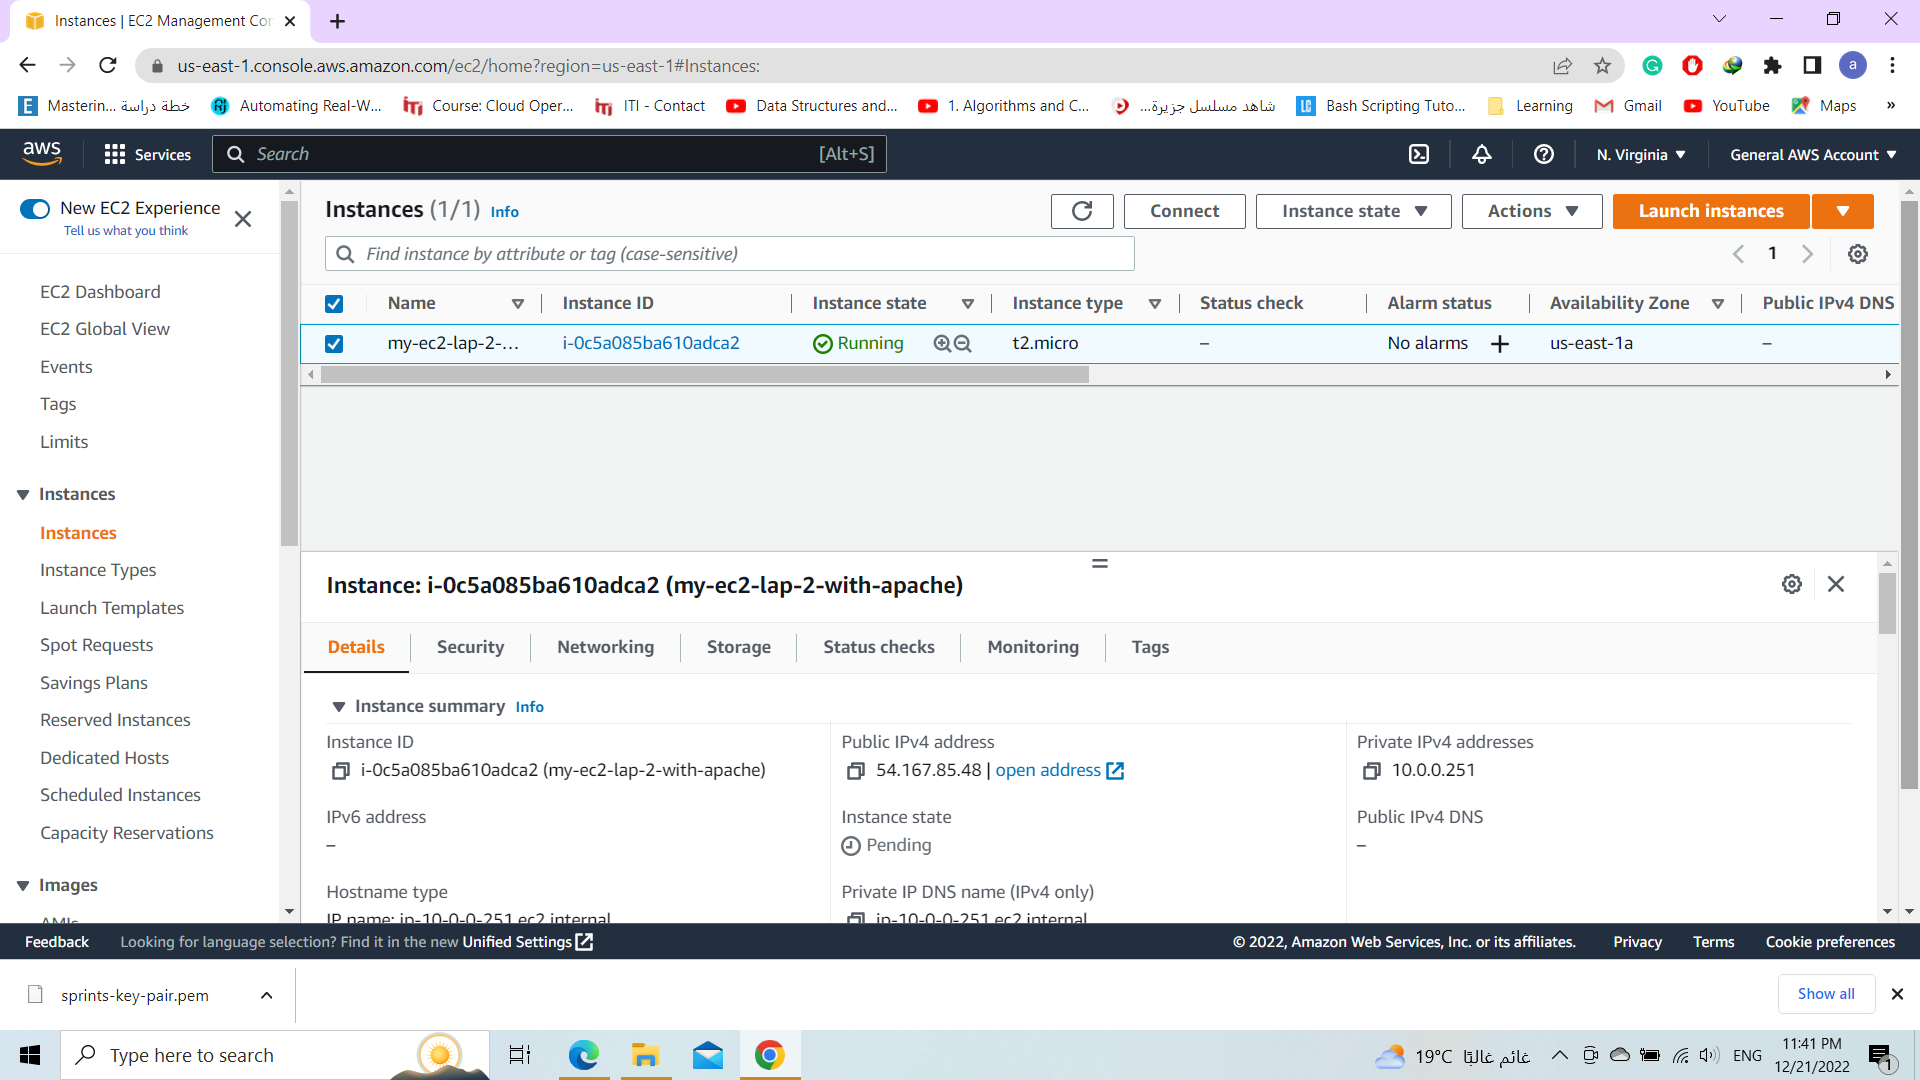 Instances | EC2 Management Con
us-east-1.console.aws.amazon.com/ec2/home?region=us-east-1#Instances:
a
E Masterin... خطة دراسة
Automating Real-W...
Course: Cloud Oper...
ITI - Contact
Data Structures and...
1. Algorithms and C...
شاهد مسلسل جزيرة...
LC Bash Scripting Tuto...
Learning
Gmail
YouTube
Maps
»
aws
Services
Search
[Alt+S]
N. Virginia
General AWS Account
New EC2 Experience
Tell us what you think
EC2 Dashboard
EC2 Global View
Events
Tags
Limits
Instances
Instances
Instance Types
Launch Templates
Spot Requests
Savings Plans
Reserved Instances
Dedicated Hosts
Scheduled Instances
Capacity Reservations
Images
AMIs
Instances (1/1) Info
Connect
Instance state
Actions
Launch instances
Find instance by attribute or tag (case-sensitive)
1
Name
Instance ID
Instance state
Instance type
Status check
Alarm status
Availability Zone
Public IPv4 DNS
my-ec2-lap-2-...
i-0c5a085ba610adca2
Running
t2.micro
–
No alarms
us-east-1a
–
Instance: i-0c5a085ba610adca2 (my-ec2-lap-2-with-apache)
Details
Security
Networking
Storage
Status checks
Monitoring
Tags
Instance summary Info
Instance ID
i-0c5a085ba610adca2 (my-ec2-lap-2-with-apache)
Public IPv4 address
54.167.85.48 | open address
Private IPv4 addresses
10.0.0.251
IPv6 address
–
Instance state
Pending
Public IPv4 DNS
–
Hostname type
IP name: ip-10-0-0-251.ec2.internal
Private IP DNS name (IPv4 only)
ip-10-0-0-251.ec2.internal
Feedback
Looking for language selection? Find it in the new Unified Settings
© 2022, Amazon Web Services, Inc. or its affiliates.
Privacy
Terms
Cookie preferences
sprints-key-pair.pem
Show all
Type here to search
19°C غائم غالبًا
ENG
11:41 PM
12/21/2022
1